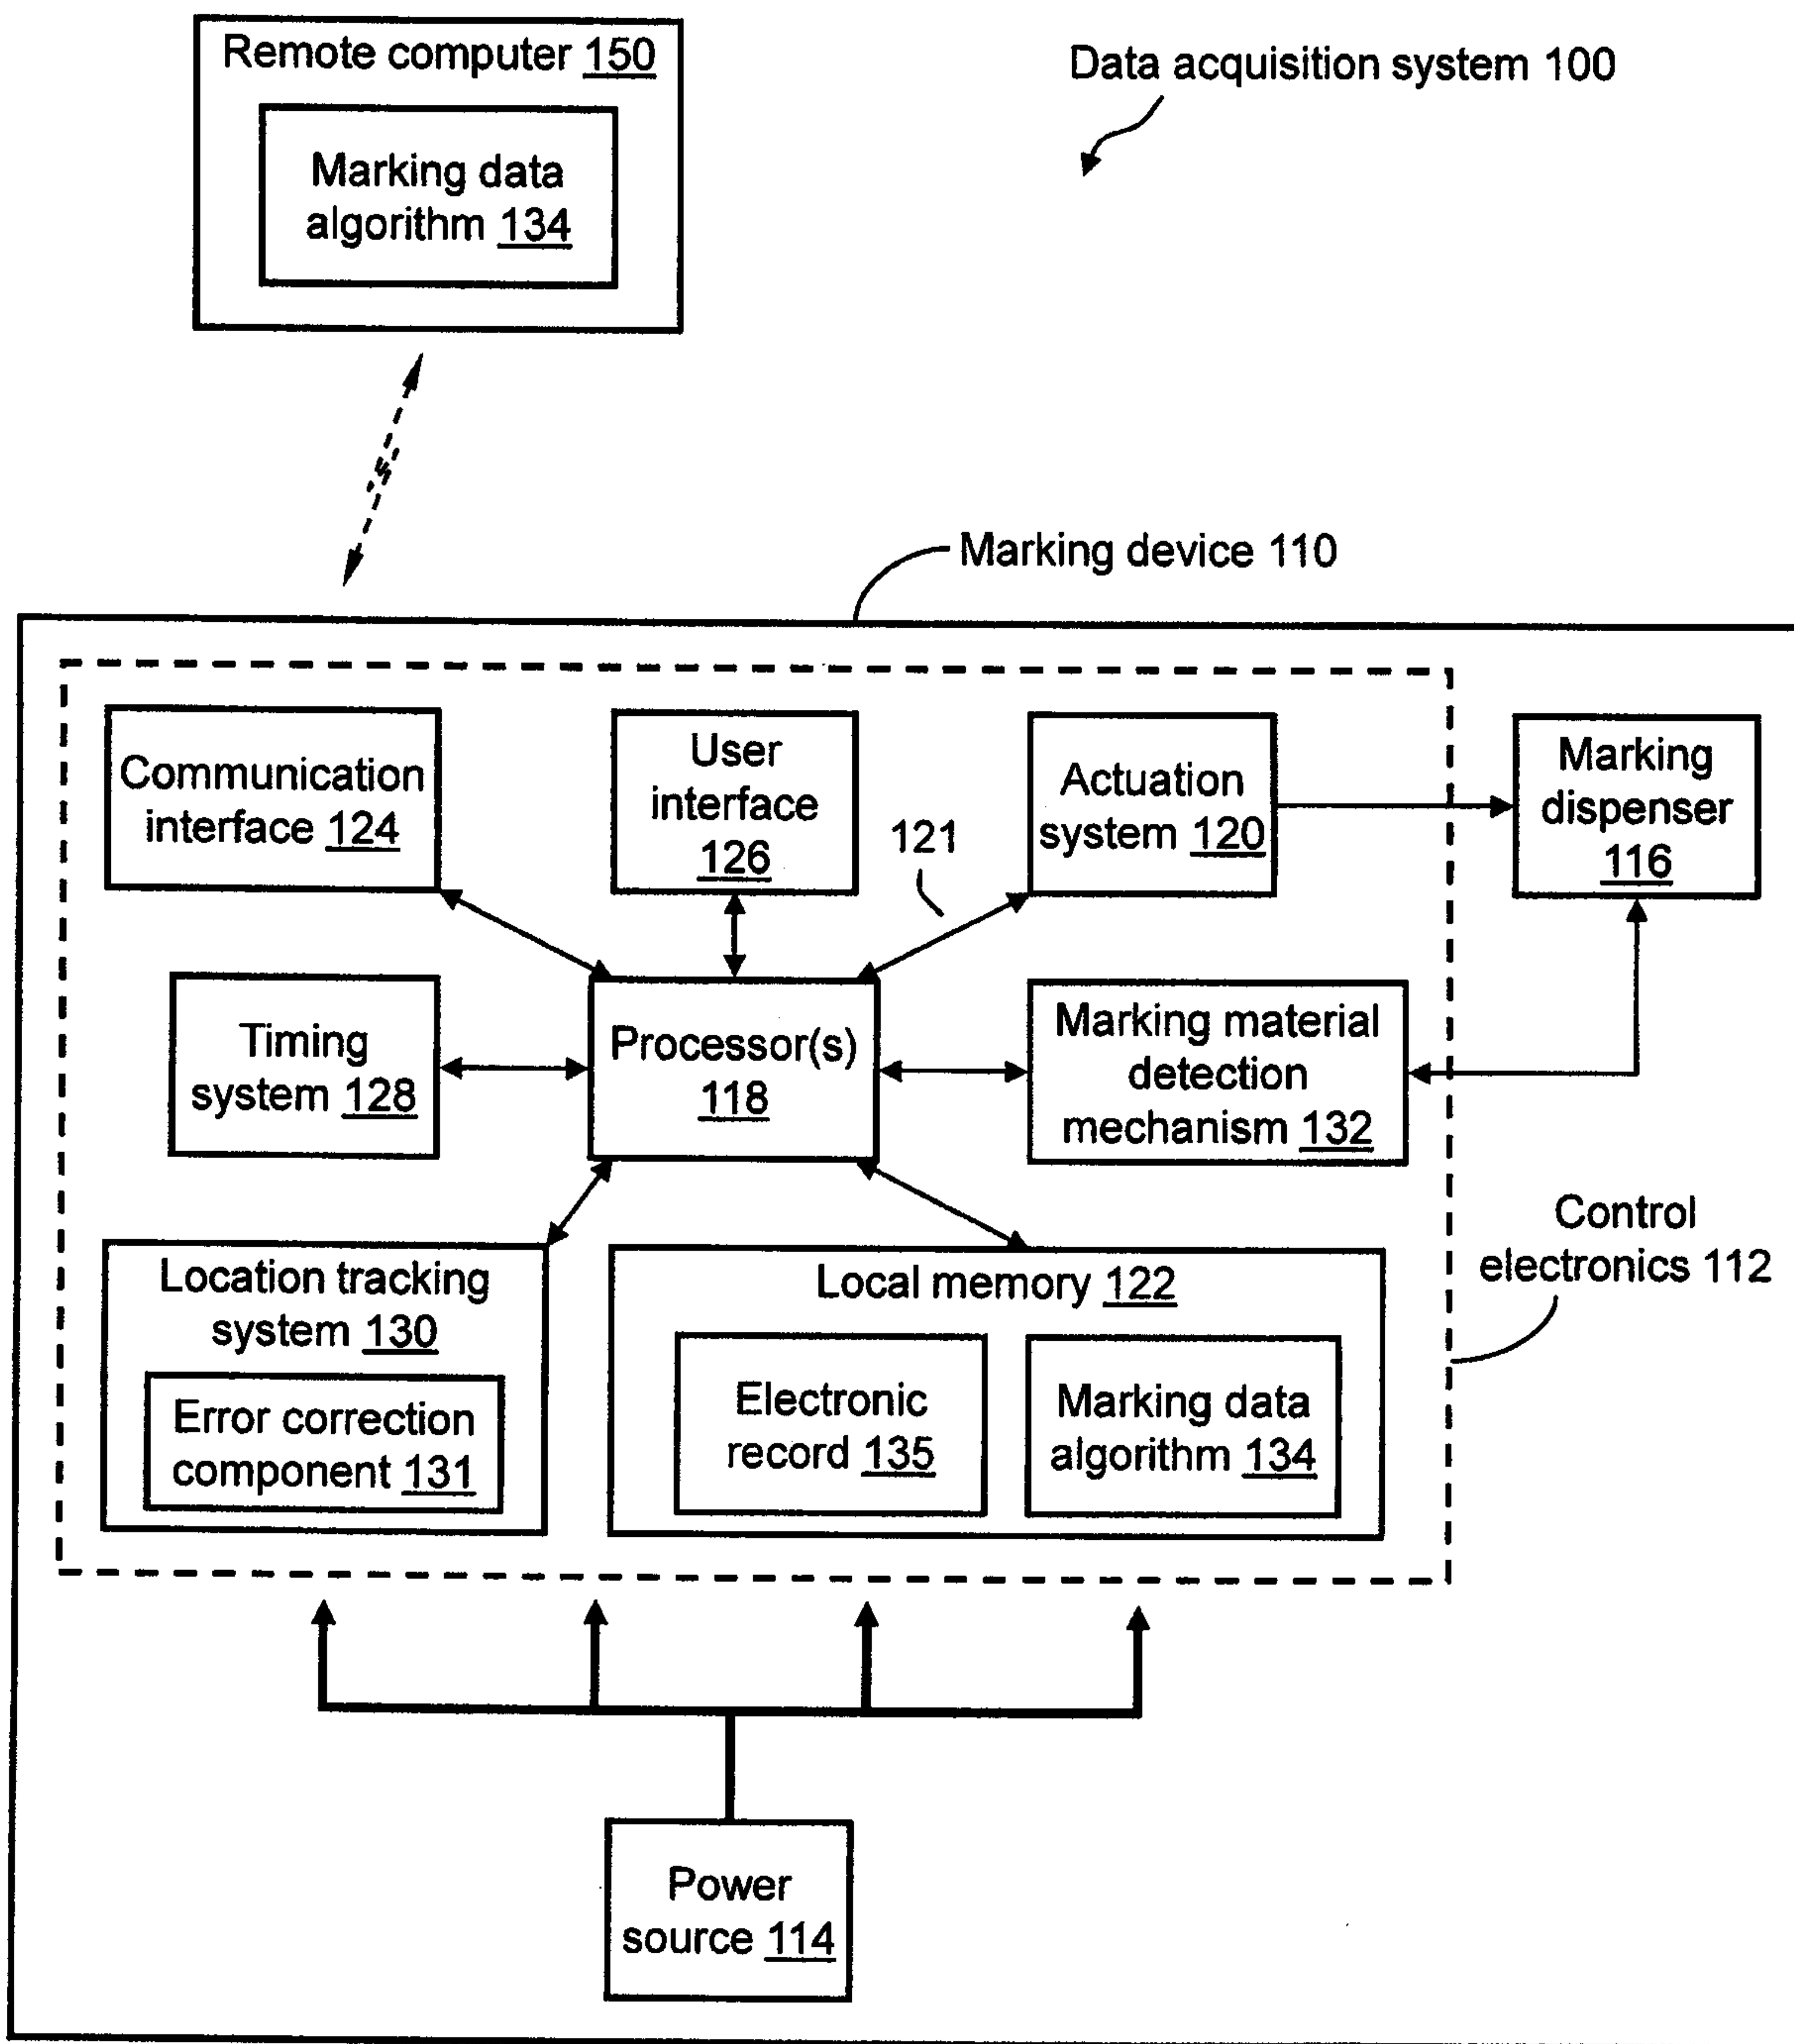 Remote computer 150
Data acquisition system 100
Marking data
algorithm 134
Marking device 110
Communication
interface 124
User
interface
126
121
Actuation
system 120
Marking
dispenser
116
Timing
system 128
Processor(s)
118
Marking material
detection
mechanism 132
Control
electronics 112
Location tracking
system 130
Error correction
component 131
Local memory 122
Electronic
record 135
Marking data
algorithm 134
Power
source 114